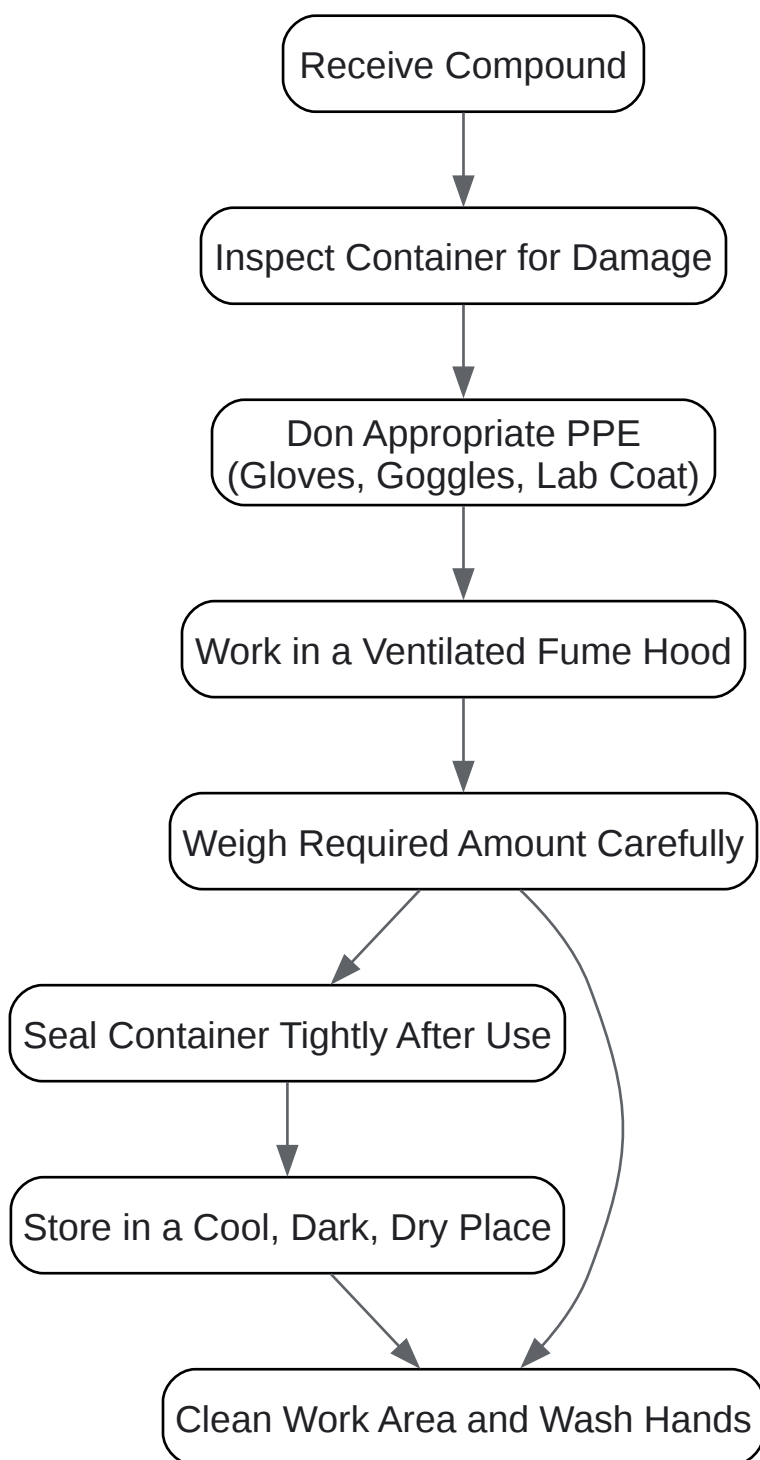 Receive Compound
Inspect Container for Damage
Don Appropriate PPE
(Gloves, Goggles, Lab Coat)
Work in a Ventilated Fume Hood
Weigh Required Amount Carefully
Seal Container Tightly After Use
Store in a Cool, Dark, Dry Place
Clean Work Area and Wash Hands